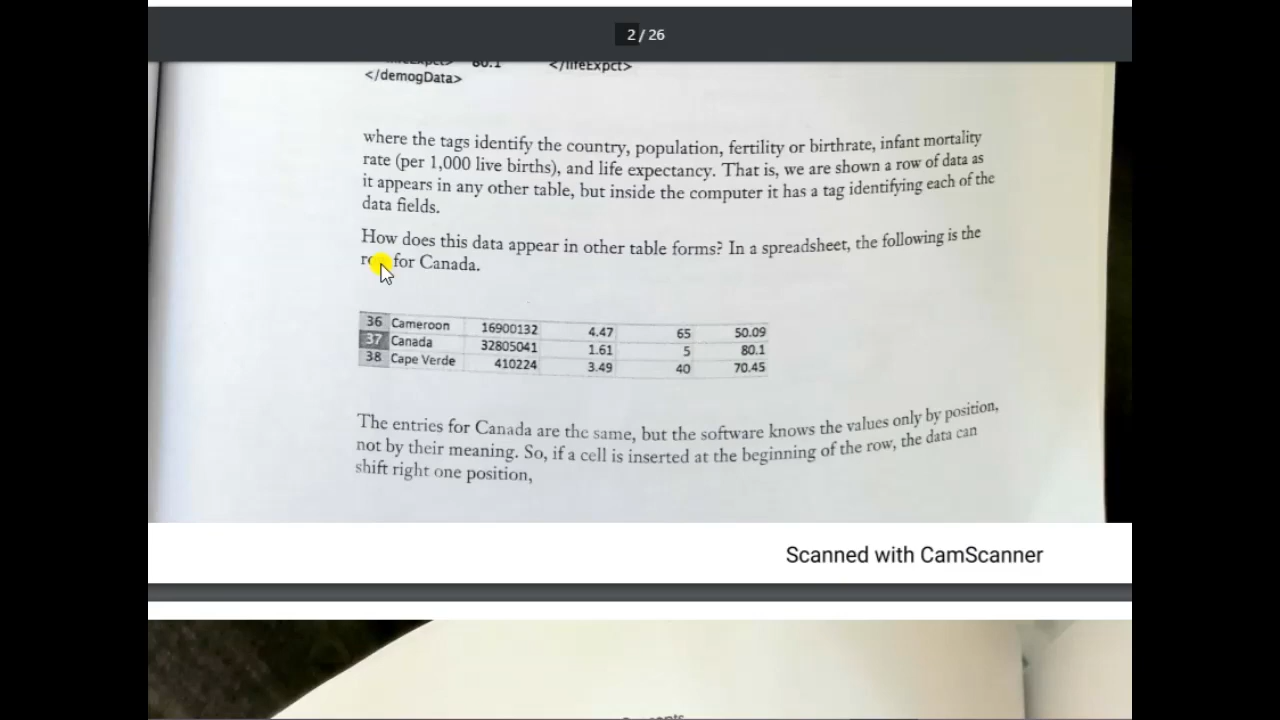 2 / 26
80.1 </lifeExpct>
</demogData>
where the tags identify the country, population, fertility or birthrate, infant mortality
rate (per 1,000 live births), and life expectancy. That is, we are shown a row of data as
it appears in any other table, but inside the computer it has a tag identifying each of the
data fields.
How does this data appear in other table forms? In a spreadsheet, the following is the
for Canada.
36 Cameroon 16900132 4.47 65 50.09
37 Canada 32805041 1.61 5 80.1
38 Cape Verde 410224 3.49 40 70.45
The entries for Canada are the same, but the software knows the values only by position,
not by their meaning. So, if a cell is inserted at the beginning of the row, the data can
shift right one position,
Scanned with CamScanner